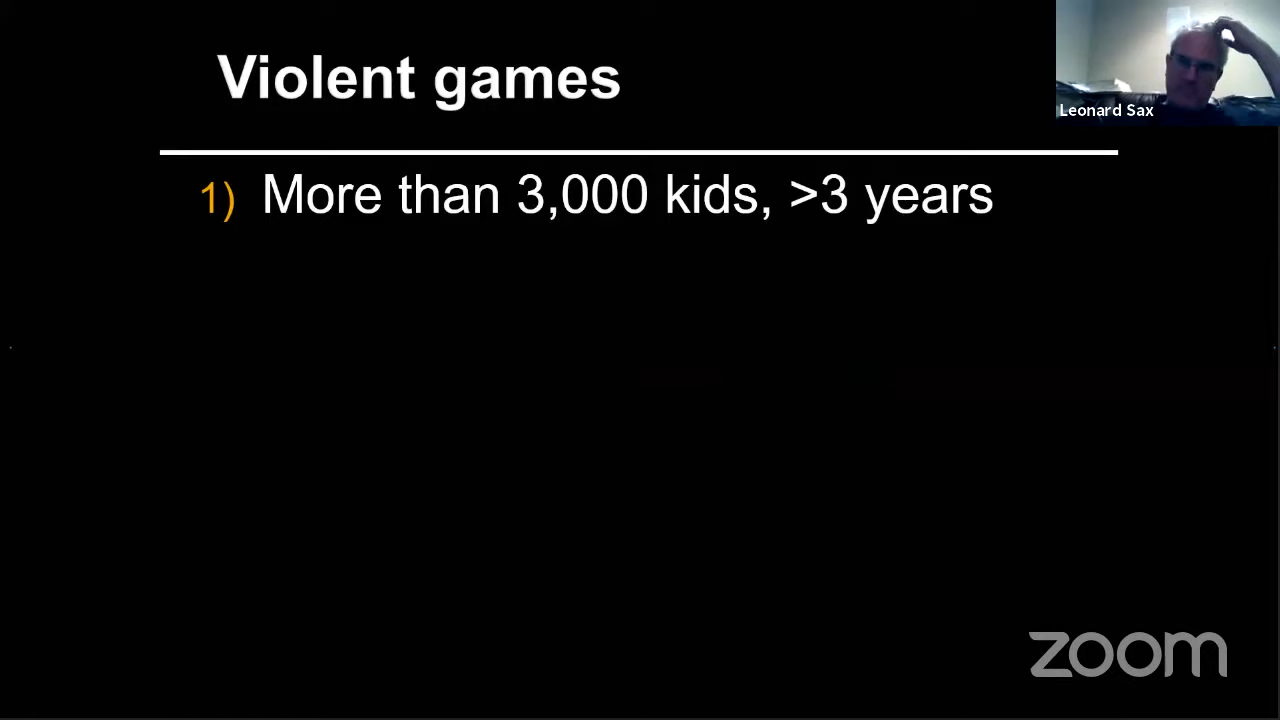 Violent games
Leonard Sax
1) More than 3,000 kids, >3 years
zoom